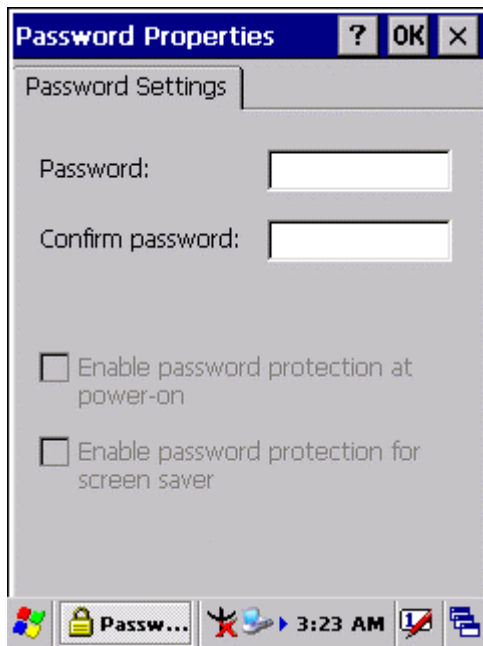 Password Properties ? OK ×
Password Settings
Password:
Confirm password:
Enable password protection at
power-on
Enable password protection for
screen saver
Passw... 3:23 AM